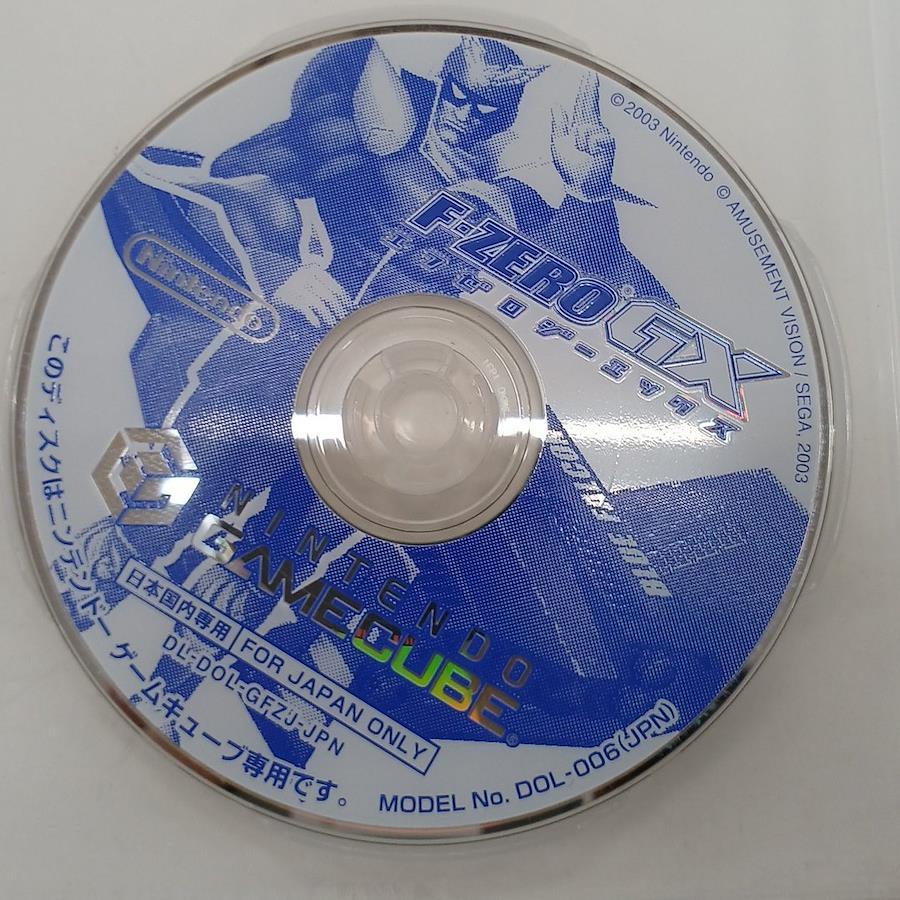 © 2003 Nintendo © AMUSEMENT VISION / SEGA, 2003
F-ZERO® GX
エフゼロ ジーエックス
Nintendo
NINTENDO
GAMECUBE®
日本国内専用 FOR JAPAN ONLY
DL-DOL-GFZJ-JPN
このディスクはニンテンドーゲームキューブ専用です。
MODEL No. DOL-006(JPN)